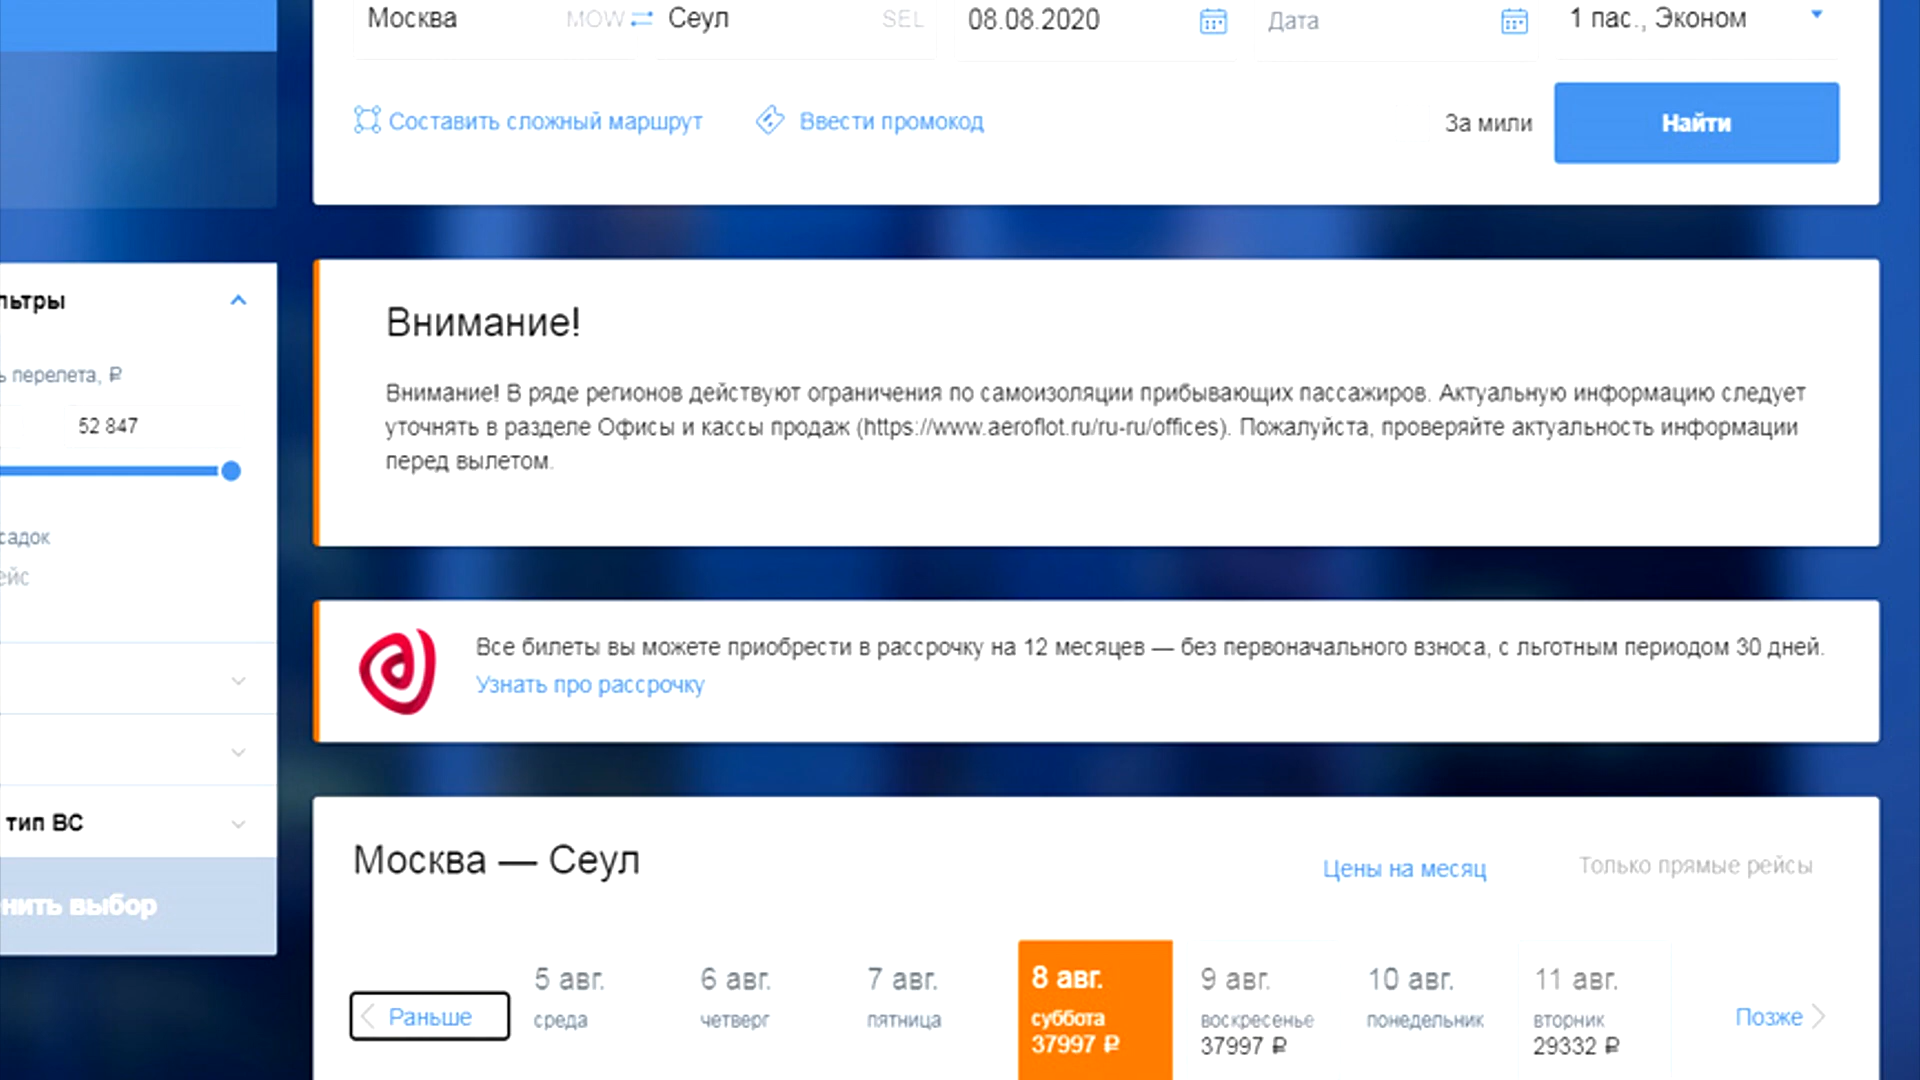 Москва MOW Сеул SEL 08.08.2020 Дата 1 пас., Эконом
Составить сложный маршрут Ввести промокод За мили Найти
льтры
ь перелета, ₽
52 847
садок
ейс
тип ВС
нить выбор
Внимание!
Внимание! В ряде регионов действуют ограничения по самоизоляции прибывающих пассажиров. Актуальную информацию следует
уточнять в разделе Офисы и кассы продаж (https://www.aeroflot.ru/ru-ru/offices). Пожалуйста, проверяйте актуальность информации
перед вылетом.
Все билеты вы можете приобрести в рассрочку на 12 месяцев — без первоначального взноса, с льготным периодом 30 дней.
Узнать про рассрочку
Москва — Сеул Цены на месяц Только прямые рейсы
Раньше
5 авг.
среда
6 авг.
четверг
7 авг.
пятница
8 авг.
суббота
37997 ₽
9 авг.
воскресенье
37997 ₽
10 авг.
понедельник
11 авг.
вторник
29332 ₽
Позже